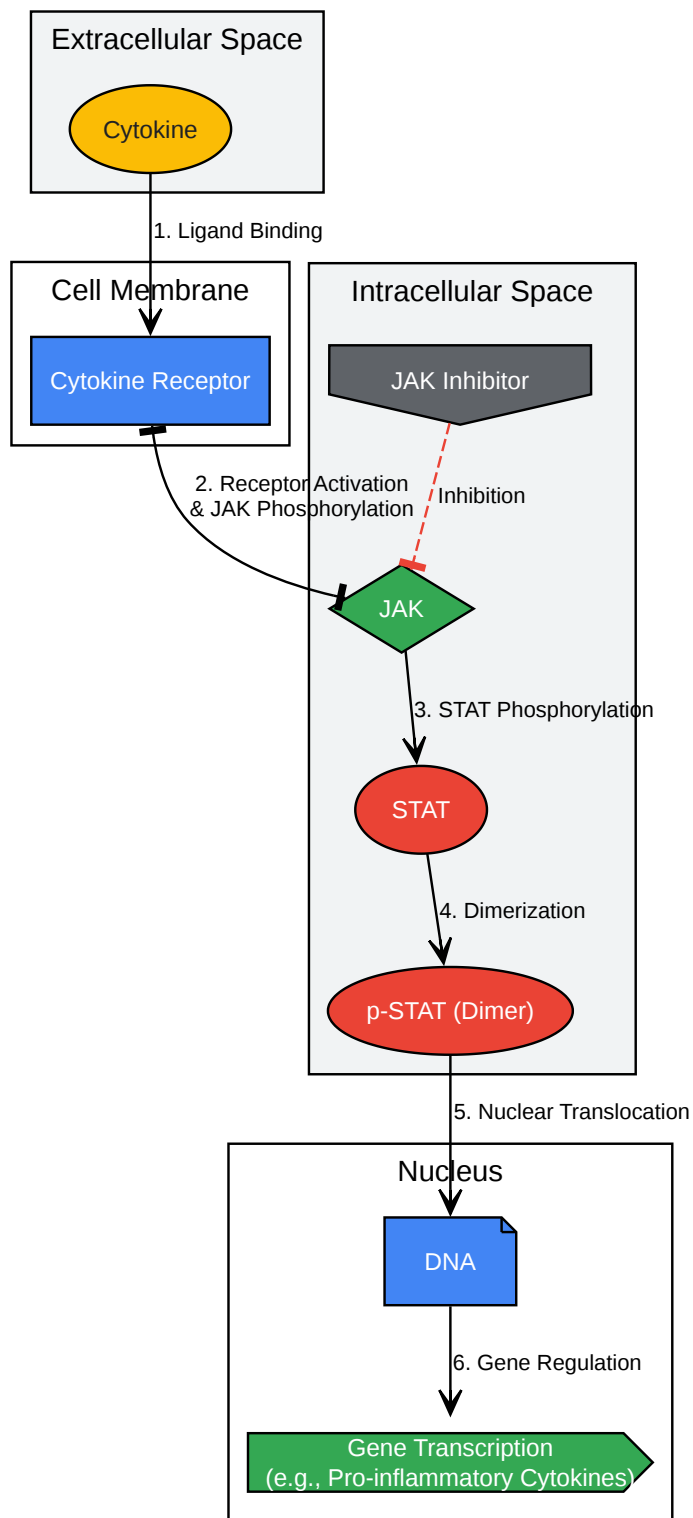 Extracellular Space
Cytokine
1. Ligand Binding
Cell Membrane
Cytokine Receptor
Intracellular Space
JAK Inhibitor
2. Receptor Activation
& JAK Phosphorylation
Inhibition
JAK
3. STAT Phosphorylation
STAT
4. Dimerization
p-STAT (Dimer)
5. Nuclear Translocation
Nucleus
DNA
6. Gene Regulation
Gene Transcription
(e.g., Pro-inflammatory Cytokines)